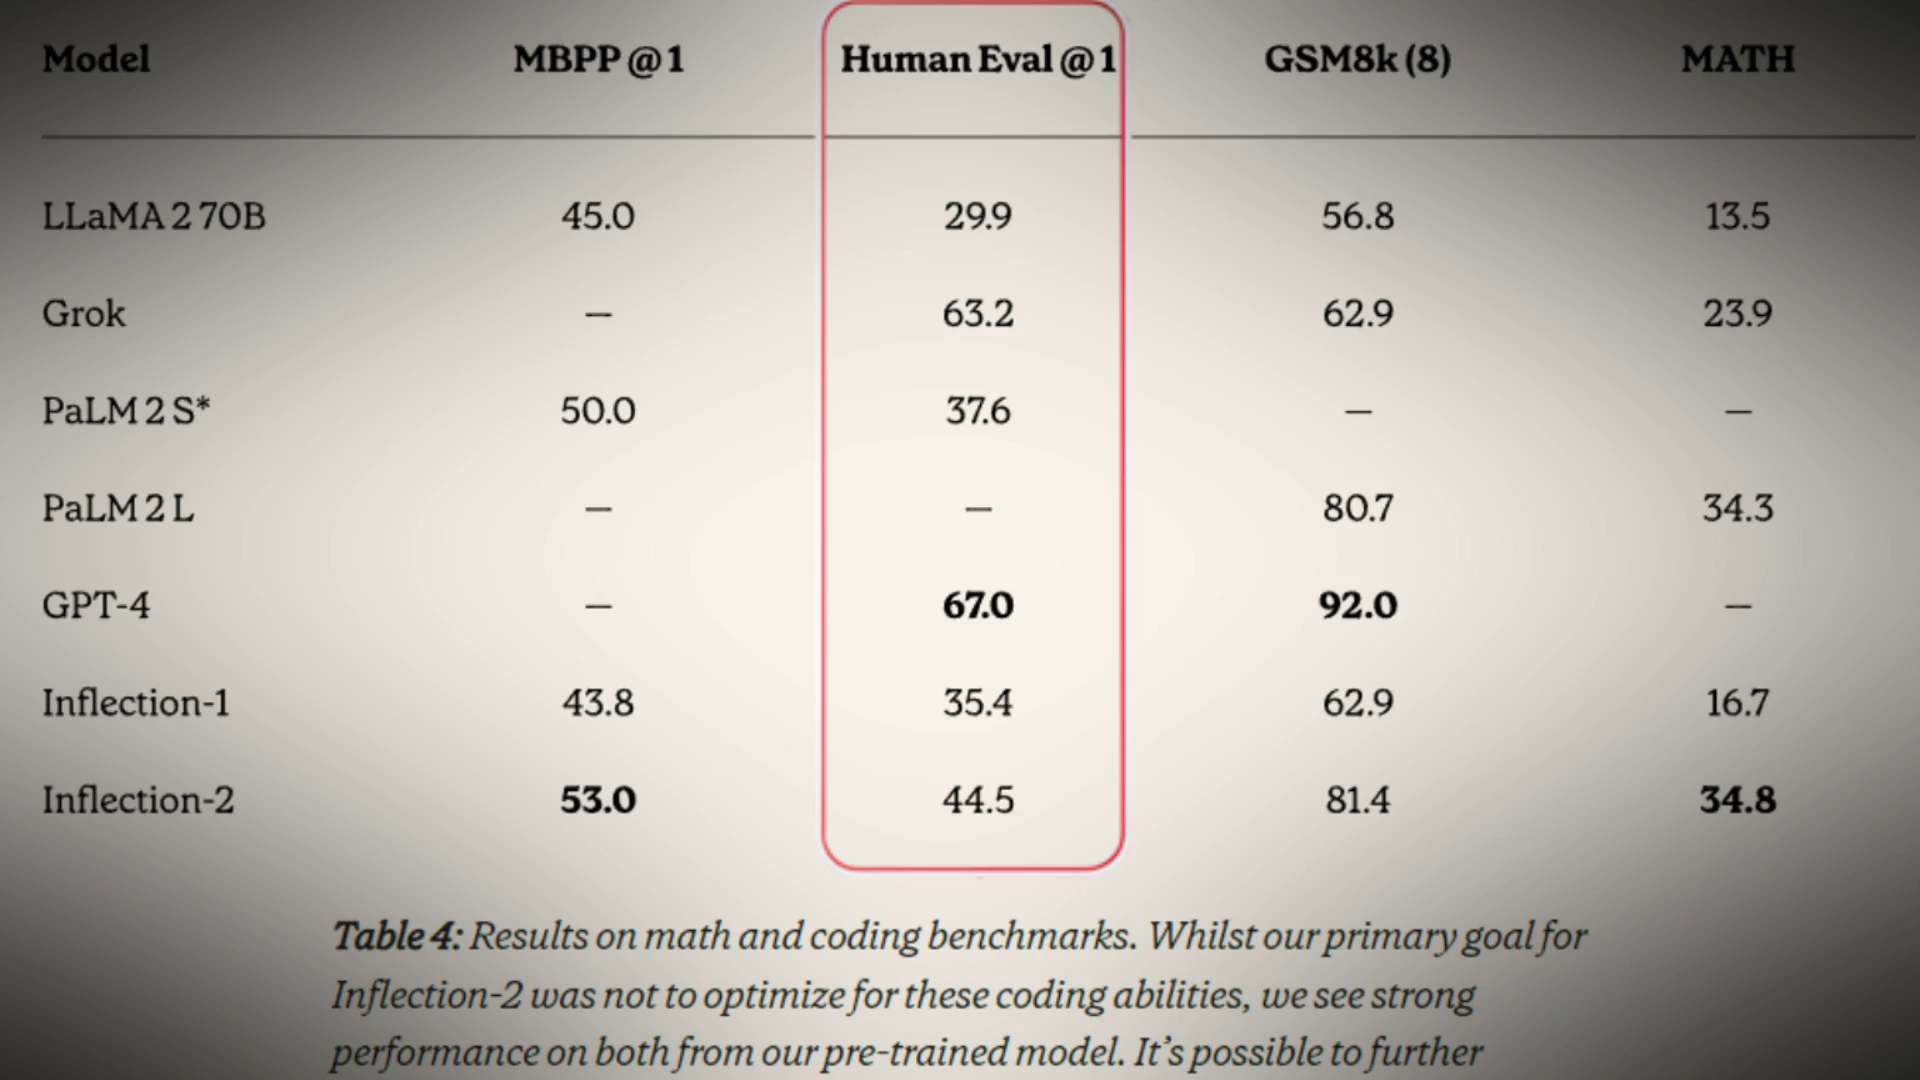 Model MBPP @ 1 Human Eval @ 1 GSM8k (8) MATH
LLaMA 2 70B 45.0 29.9 56.8 13.5
Grok — 63.2 62.9 23.9
PaLM 2 S* 50.0 37.6 — —
PaLM 2 L — — 80.7 34.3
GPT-4 — 67.0 92.0 —
Inflection-1 43.8 35.4 62.9 16.7
Inflection-2 53.0 44.5 81.4 34.8
Table 4: Results on math and coding benchmarks. Whilst our primary goal for
Inflection-2 was not to optimize for these coding abilities, we see strong
performance on both from our pre-trained model. It's possible to further